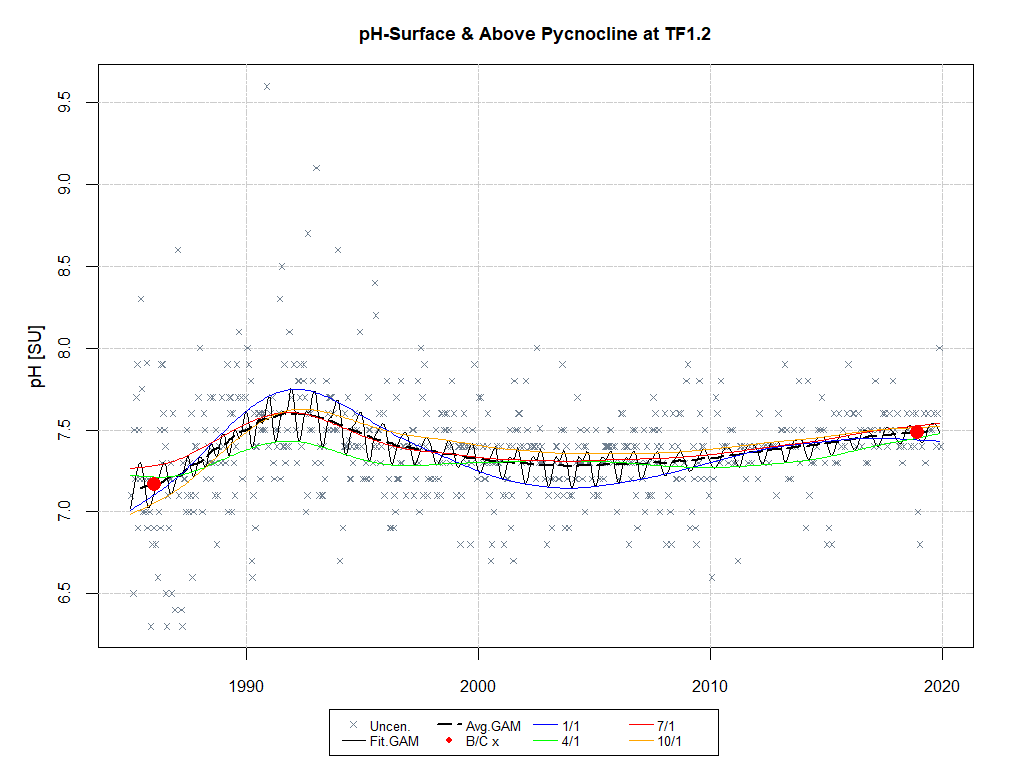 pH-Surface & Above Pycnocline at TF1.2
pH [SU]
9.5
9.0
8.5
8.0
7.5
7.0
6.5
1990 2000 2010 2020
Uncen. Avg.GAM 1/1 7/1
Fit.GAM B/C x 4/1 10/1